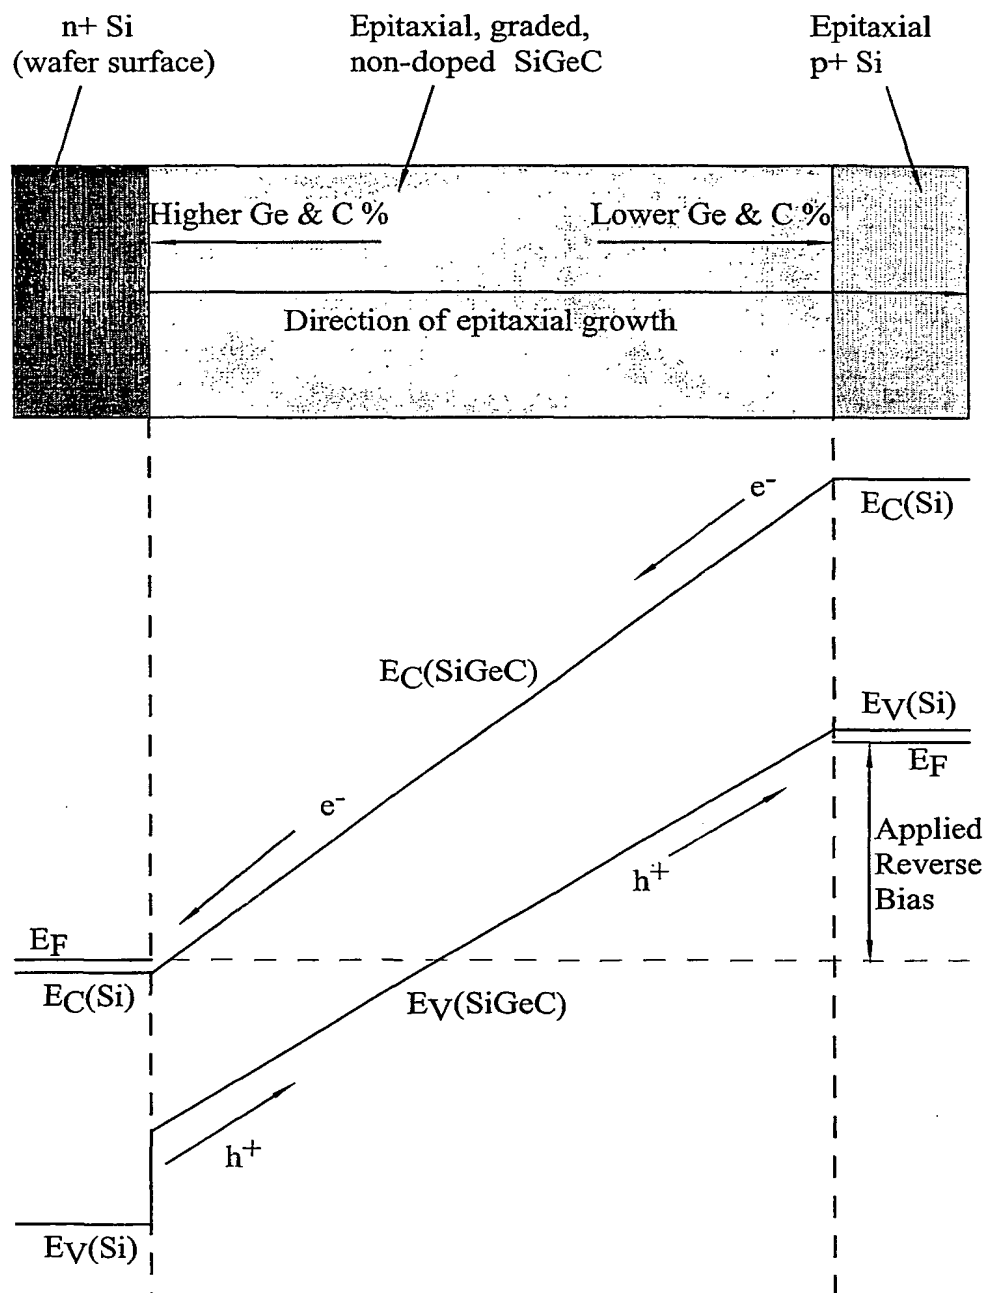 n+ Si
(wafer surface)
Epitaxial, graded,
non-doped SiGeC
Epitaxial
p+ Si
Higher Ge & C %
Lower Ge & C %
Direction of epitaxial growth
e-
EC(Si)
EC(SiGeC)
EV(Si)
EF
e-
h+
Applied
Reverse
Bias
EF
EC(Si)
EV(SiGeC)
h+
EV(Si)